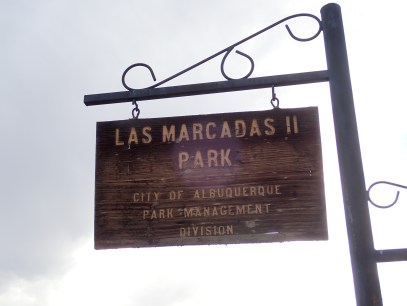 LAS MARCADAS II
PARK
CITY OF ALBUQUERQUE
PARK MANAGEMENT
DIVISION